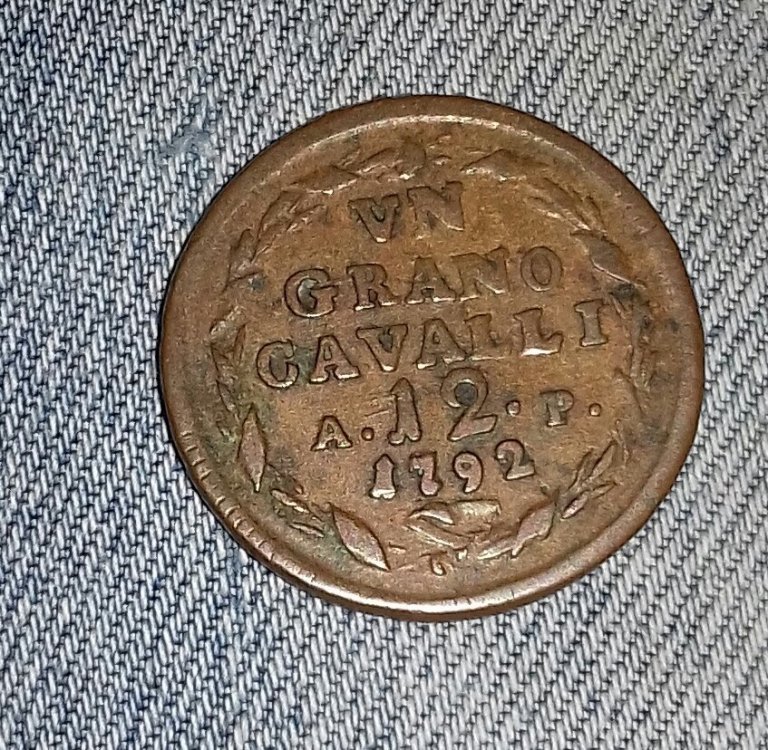 VN
GRANO
CAVALLI
A. 12. P.
1792